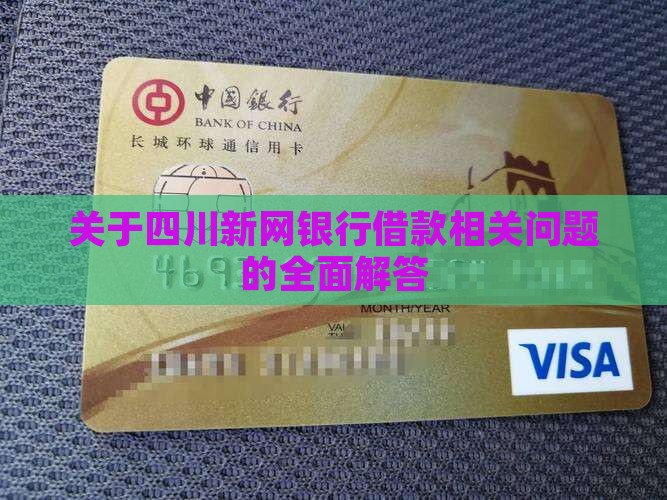 中国银行
BANK OF CHINA
长城环球通信用卡
关于四川新网银行借款相关问题
的全面解答
4693
MONTH/YEAR
VISA